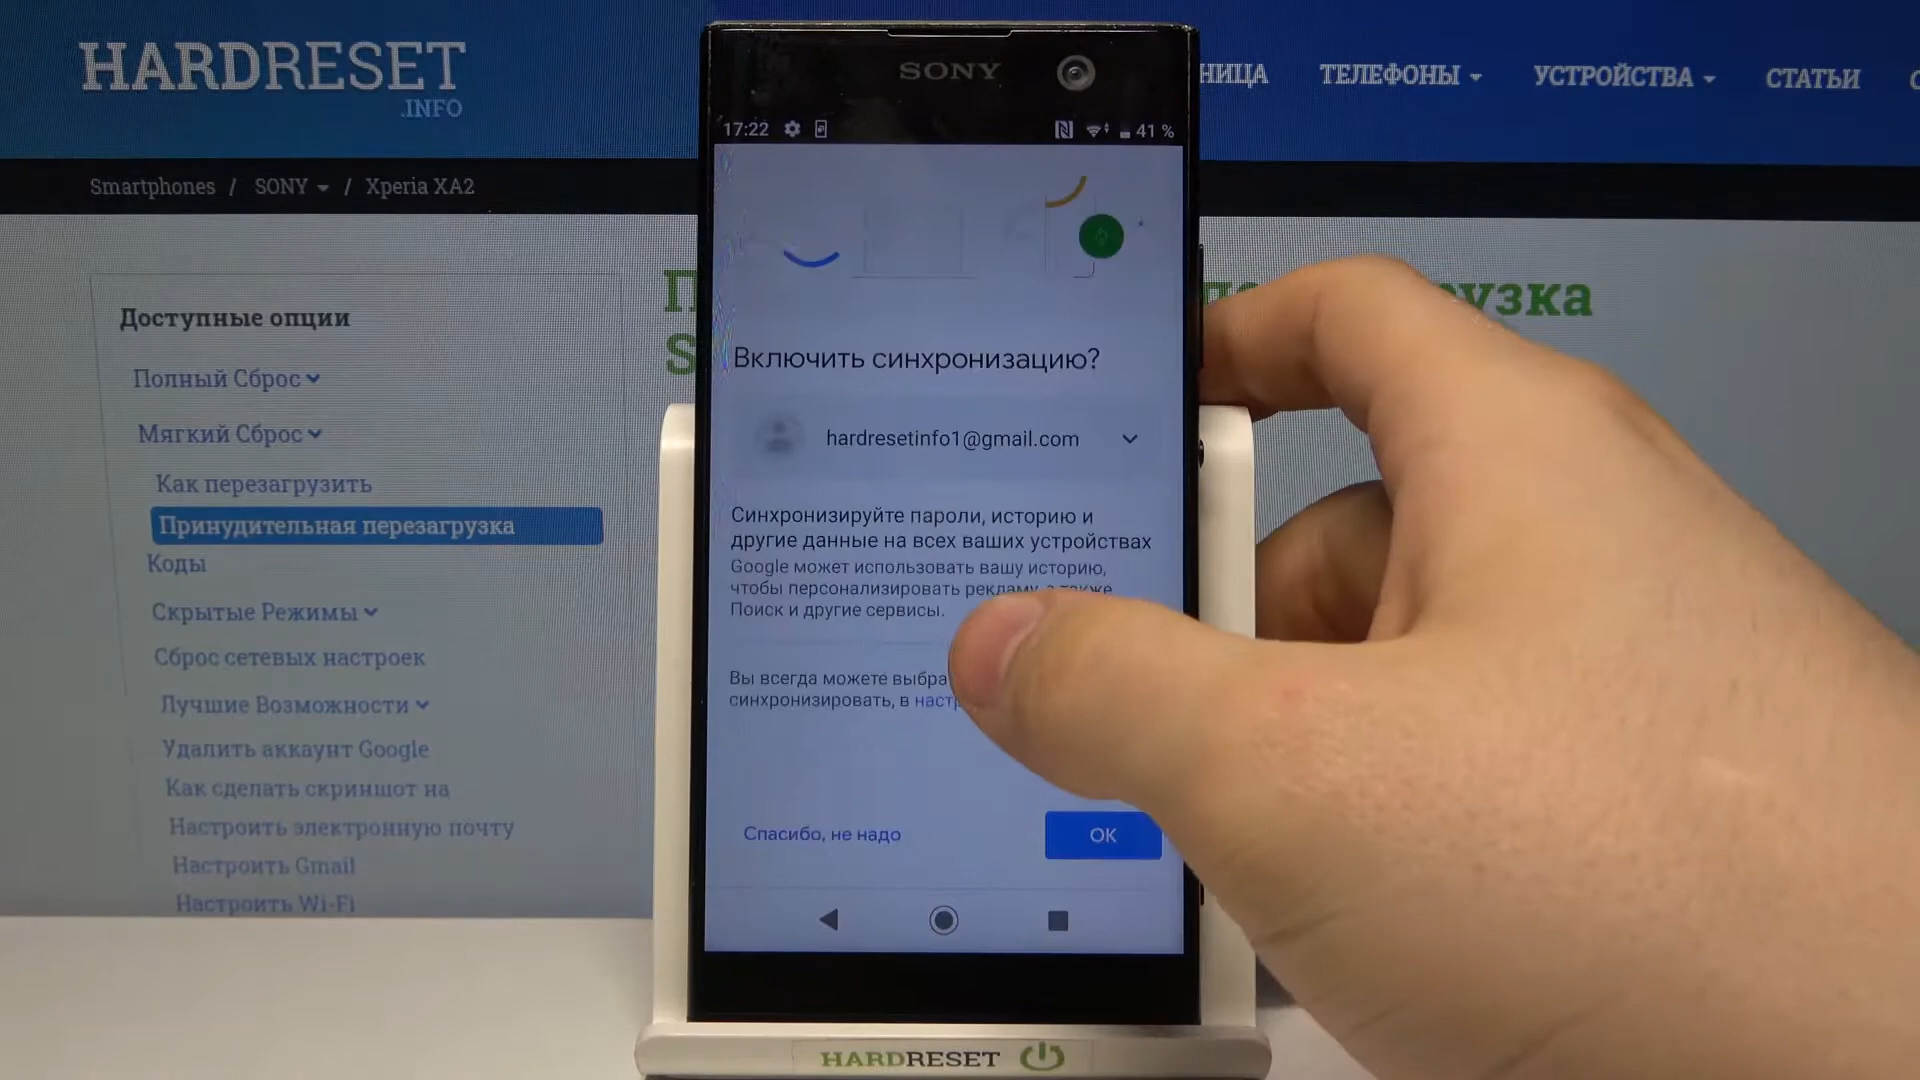 HARDRESET
.INFO
ТЕЛЕФОНЫ
УСТРОЙСТВА
СТАТЬИ
Smartphones / SONY / Xperia XA2
Доступные опции
Полный Сброс
Мягкий Сброс
Как перезагрузить
Принудительная перезагрузка
Коды
Скрытые Режимы
Сброс сетевых настроек
Лучшие Возможности
Удалить аккаунт Google
Как сделать скриншот на
Настроить электронную почту
Настроить Gmail
Настроить Wi-Fi
SONY
17:22
41 %
Включить синхронизацию?
hardresetinfo1@gmail.com
Синхронизируйте пароли, историю и
другие данные на всех ваших устройствах
Google может использовать вашу историю,
чтобы персонализировать рекламу, а также
Поиск и другие сервисы.
Вы всегда можете
синхронизировать, в
Спасибо, не надо
OK
HARDRESET